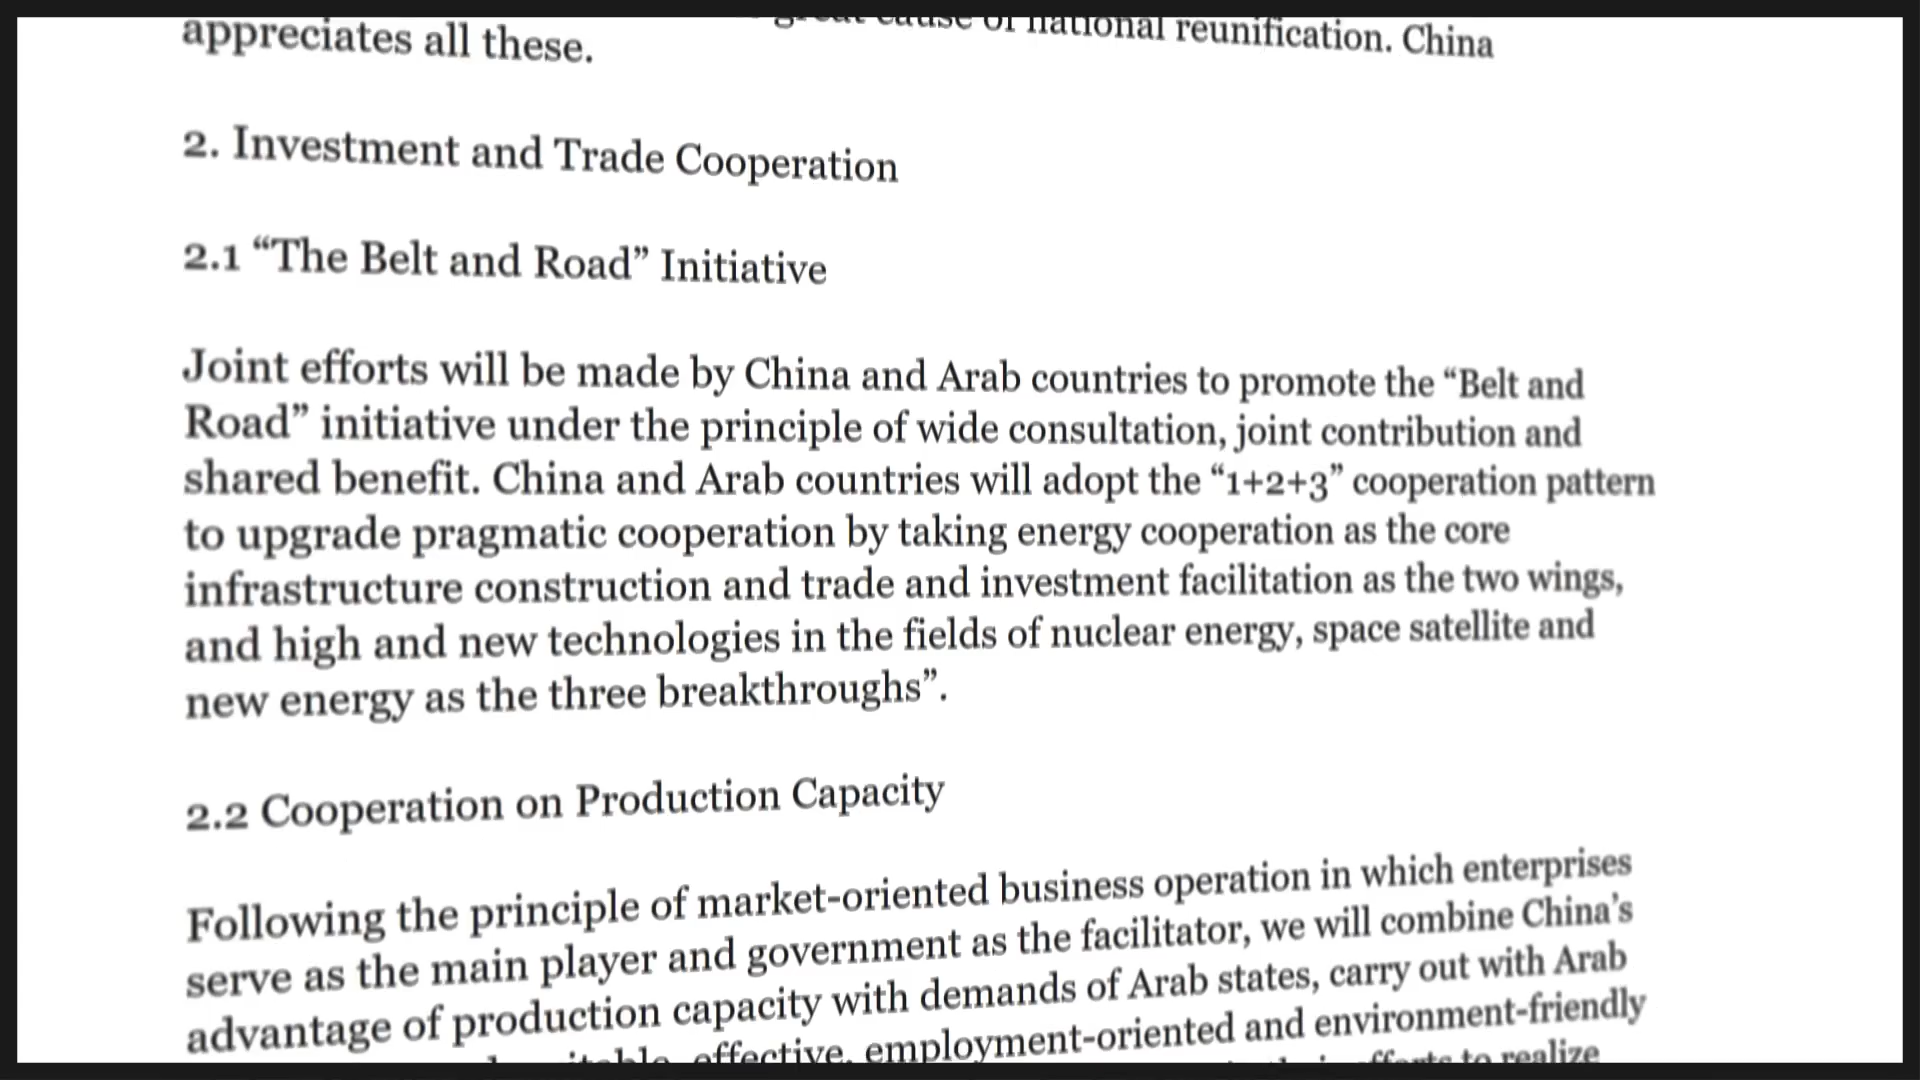 great cause of national reunification. China
appreciates all these.
2. Investment and Trade Cooperation
2.1 “The Belt and Road” Initiative
Joint efforts will be made by China and Arab countries to promote the “Belt and
Road” initiative under the principle of wide consultation, joint contribution and
shared benefit. China and Arab countries will adopt the “1+2+3” cooperation pattern
to upgrade pragmatic cooperation by taking energy cooperation as the core
infrastructure construction and trade and investment facilitation as the two wings,
and high and new technologies in the fields of nuclear energy, space satellite and
new energy as the three breakthroughs”.
2.2 Cooperation on Production Capacity
Following the principle of market-oriented business operation in which enterprises
serve as the main player and government as the facilitator, we will combine China’s
advantage of production capacity with demands of Arab states, carry out with Arab
effective, employment-oriented and environment-friendly
efforts to realize